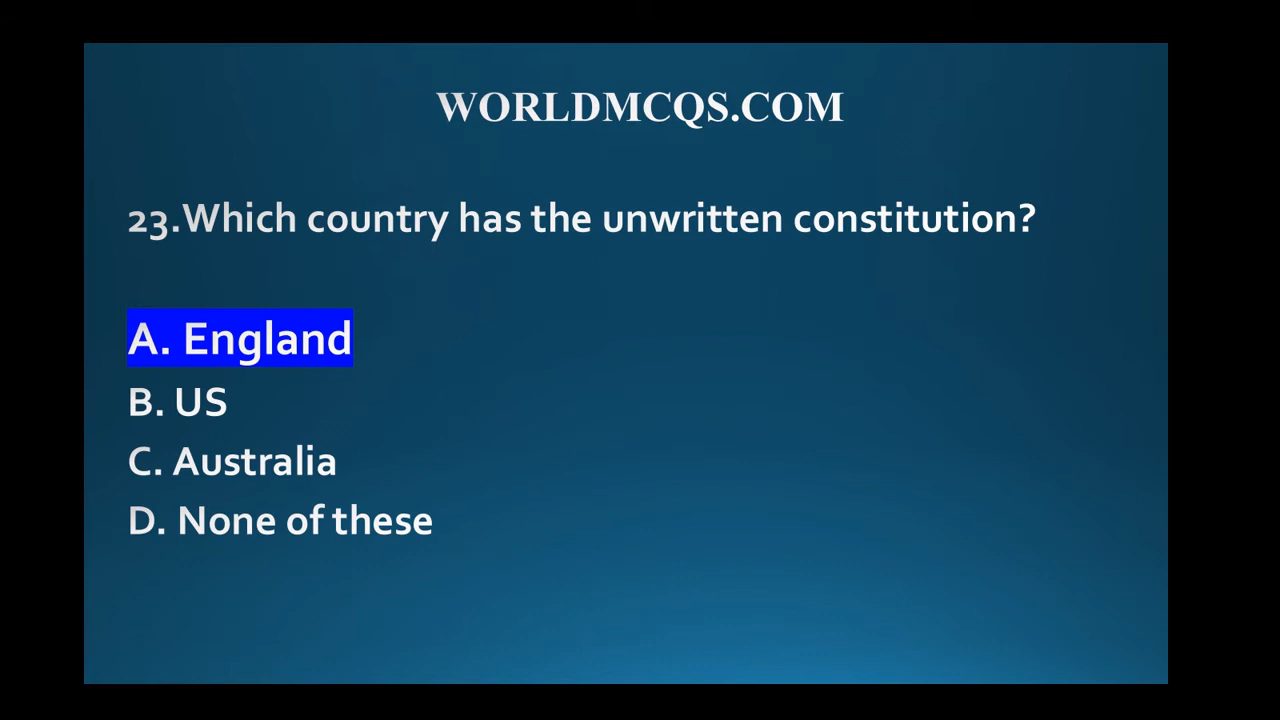 WORLDMCQS.COM
23.Which country has the unwritten constitution?
A. England
B. US
C. Australia
D. None of these